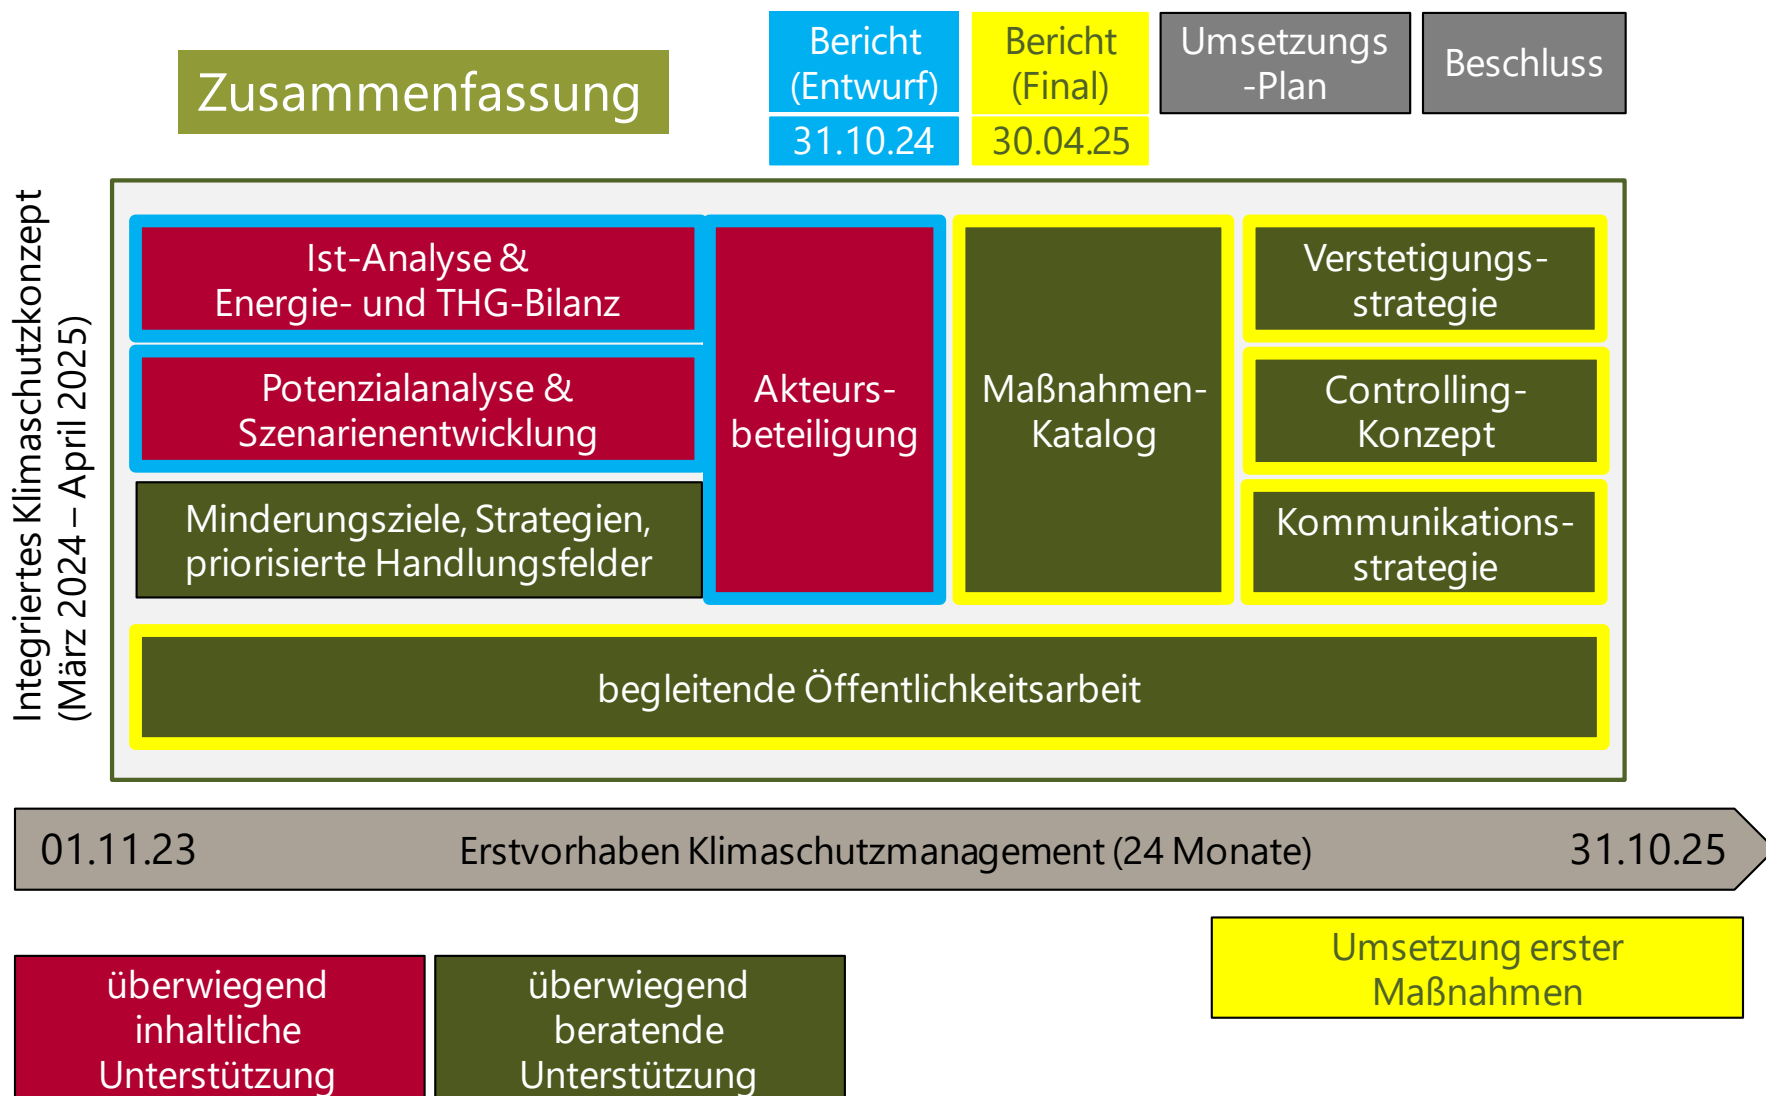 Zusammenfassung
Bericht
(Entwurf)
31.10.24
Bericht
(Final)
30.04.25
Umsetzungs
-Plan
Beschluss
Integriertes Klimaschutzkonzept
(März 2024 – April 2025)
Ist-Analyse &
Energie- und THG-Bilanz
Potenzialanalyse &
Szenarienentwicklung
Minderungsziele, Strategien,
priorisierte Handlungsfelder
Akteurs-
beteiligung
Maßnahmen-
Katalog
Verstetigungs-
strategie
Controlling-
Konzept
Kommunikations-
strategie
begleitende Öffentlichkeitsarbeit
01.11.23 Erstvorhaben Klimaschutzmanagement (24 Monate) 31.10.25
überwiegend
inhaltliche
Unterstützung
überwiegend
beratende
Unterstützung
Umsetzung erster
Maßnahmen